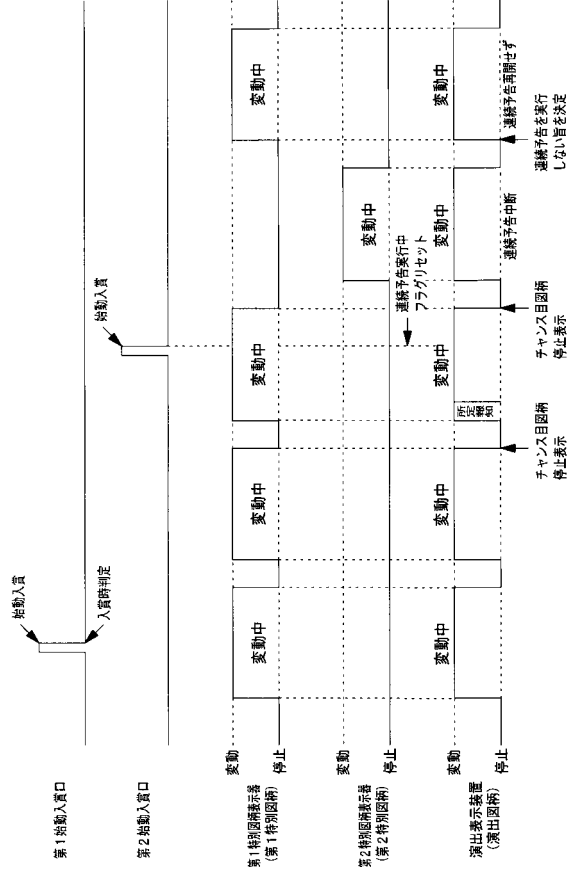 第1始動入賞口
始動入賞
入賞時判定
第2始動入賞口
始動入賞
第1特別図柄表示器
(第1特別図柄)
変動
停止
変動中
変動中
変動中
変動中
第2特別図柄表示器
(第2特別図柄)
変動
停止
連続予告実行中
フラグリセット
変動中
演出表示装置
(演出図柄)
変動
停止
変動中
変動中
所定
報知
変動中
変動中
変動中
チャンス目図柄
停止表示
チャンス目図柄
停止表示
連続予告中断
連続予告再開せず
連続予告を実行
しない旨を決定